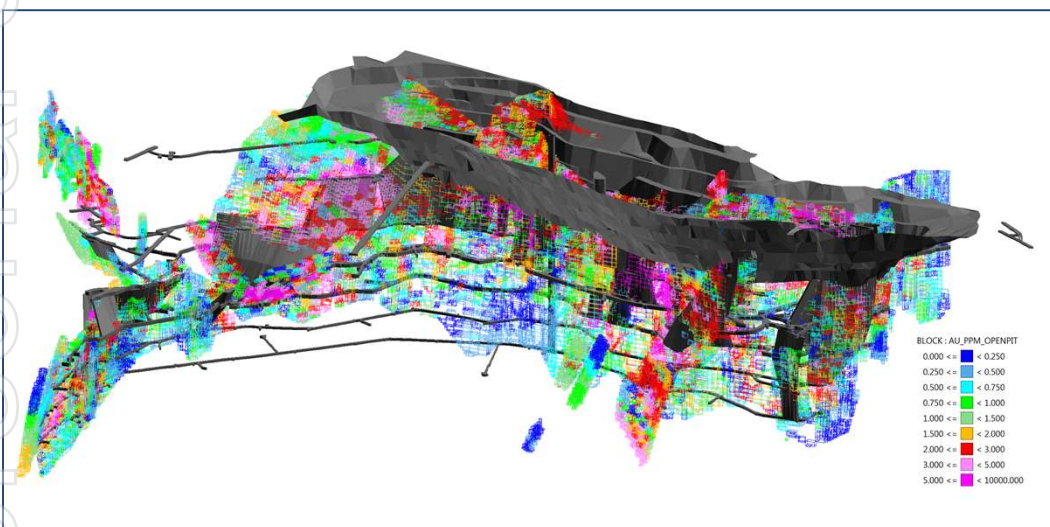 BLOCK : AU_PPM_OPENPIT
0.000 <= < 0.250
0.250 <= < 0.500
0.500 <= < 0.750
0.750 <= < 1.000
1.000 <= < 1.500
1.500 <= < 2.000
2.000 <= < 3.000
3.000 <= < 5.000
5.000 <= < 10000.000